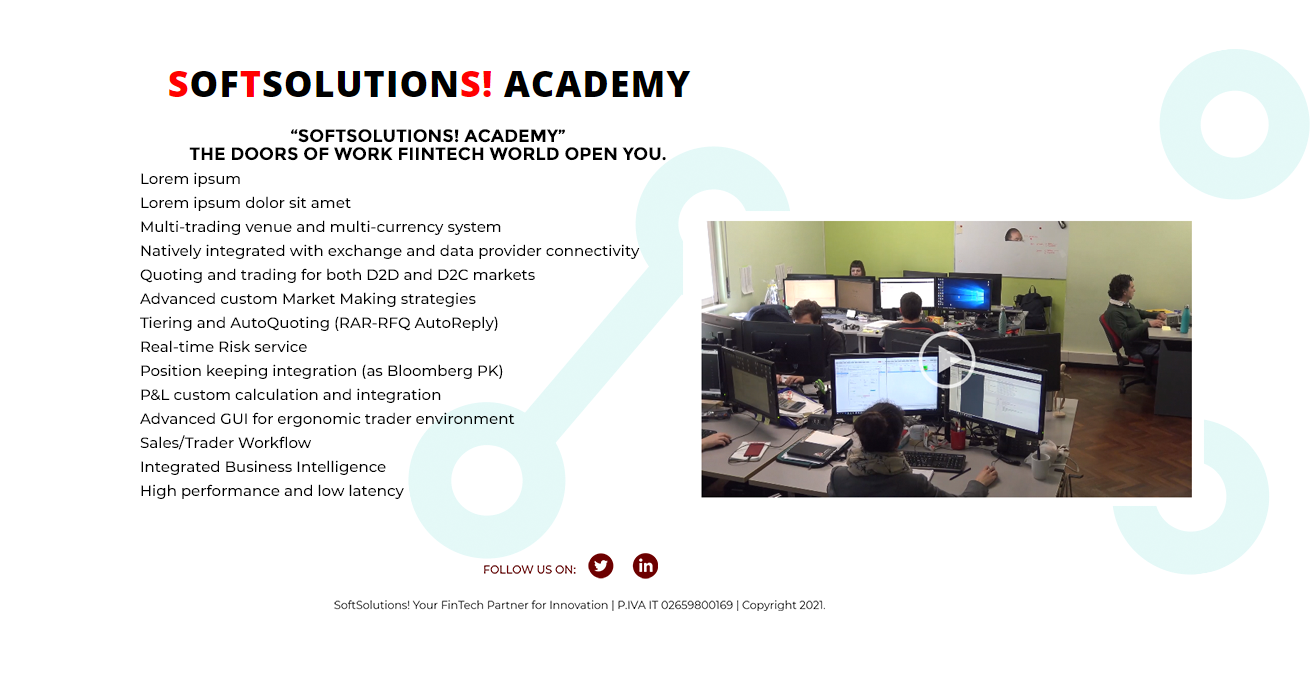 SOFTSOLUTIONS! ACADEMY
“SOFTSOLUTIONS! ACADEMY”
THE DOORS OF WORK FIINTECH WORLD OPEN YOU.
Lorem ipsum
Lorem ipsum dolor sit amet
Multi-trading venue and multi-currency system
Natively integrated with exchange and data provider connectivity
Quoting and trading for both D2D and D2C markets
Advanced custom Market Making strategies
Tiering and AutoQuoting (RAR-RFQ AutoReply)
Real-time Risk service
Position keeping integration (as Bloomberg PK)
P&L custom calculation and integration
Advanced GUI for ergonomic trader environment
Sales/Trader Workflow
Integrated Business Intelligence
High performance and low latency
FOLLOW US ON:
SoftSolutions! Your FinTech Partner for Innovation | P.IVA IT 02659800169 | Copyright 2021.